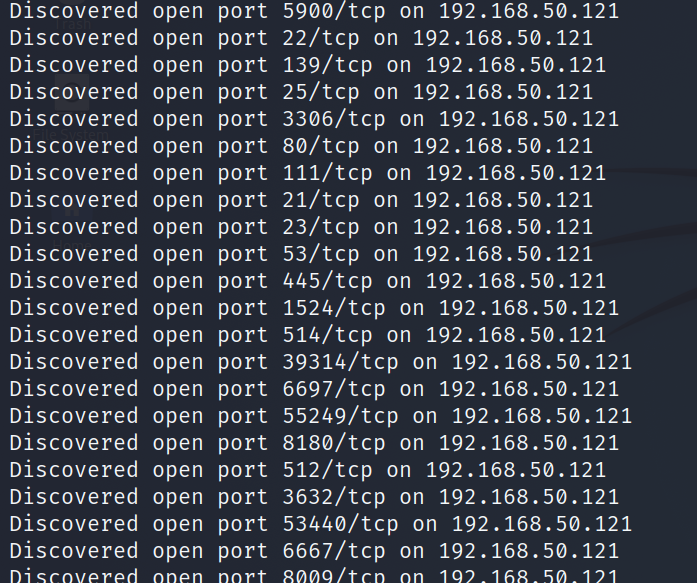 Discovered open port 5900/tcp on 192.168.50.121
Discovered open port 22/tcp on 192.168.50.121
Discovered open port 139/tcp on 192.168.50.121
Discovered open port 25/tcp on 192.168.50.121
Discovered open port 3306/tcp on 192.168.50.121
File System
Discovered open port 80/tcp on 192.168.50.121
Discovered open port 111/tcp on 192.168.50.121
Discovered open port 21/tcp on 192.168.50.121
Discovered open port 23/tcp on 192.168.50.121
Home
Discovered open port 53/tcp on 192.168.50.121
Discovered open port 445/tcp on 192.168.50.121
Discovered open port 1524/tcp on 192.168.50.121
Discovered open port 514/tcp on 192.168.50.121
Discovered open port 39314/tcp on 192.168.50.121
Discovered open port 6697/tcp on 192.168.50.121
Discovered open port 55249/tcp on 192.168.50.121
Discovered open port 8180/tcp on 192.168.50.121
Discovered open port 512/tcp on 192.168.50.121
Discovered open port 3632/tcp on 192.168.50.121
Discovered open port 53440/tcp on 192.168.50.121
Discovered open port 6667/tcp on 192.168.50.121
Discovered open port 8009/tcp on 192.168.50.121